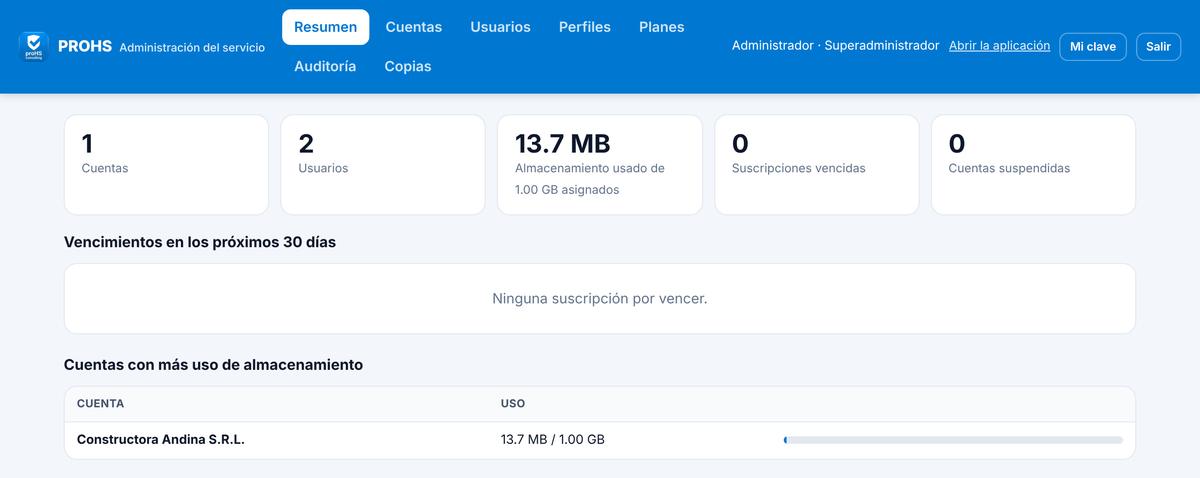 proHS
Consulting
PROHS Administración del servicio
Resumen Cuentas Usuarios Perfiles Planes
Auditoría Copias
Administrador · Superadministrador Abrir la aplicación Mi clave Salir
1
Cuentas
2
Usuarios
13.7 MB
Almacenamiento usado de
1.00 GB asignados
0
Suscripciones vencidas
0
Cuentas suspendidas
Vencimientos en los próximos 30 días
Ninguna suscripción por vencer.
Cuentas con más uso de almacenamiento
CUENTA USO
Constructora Andina S.R.L. 13.7 MB / 1.00 GB